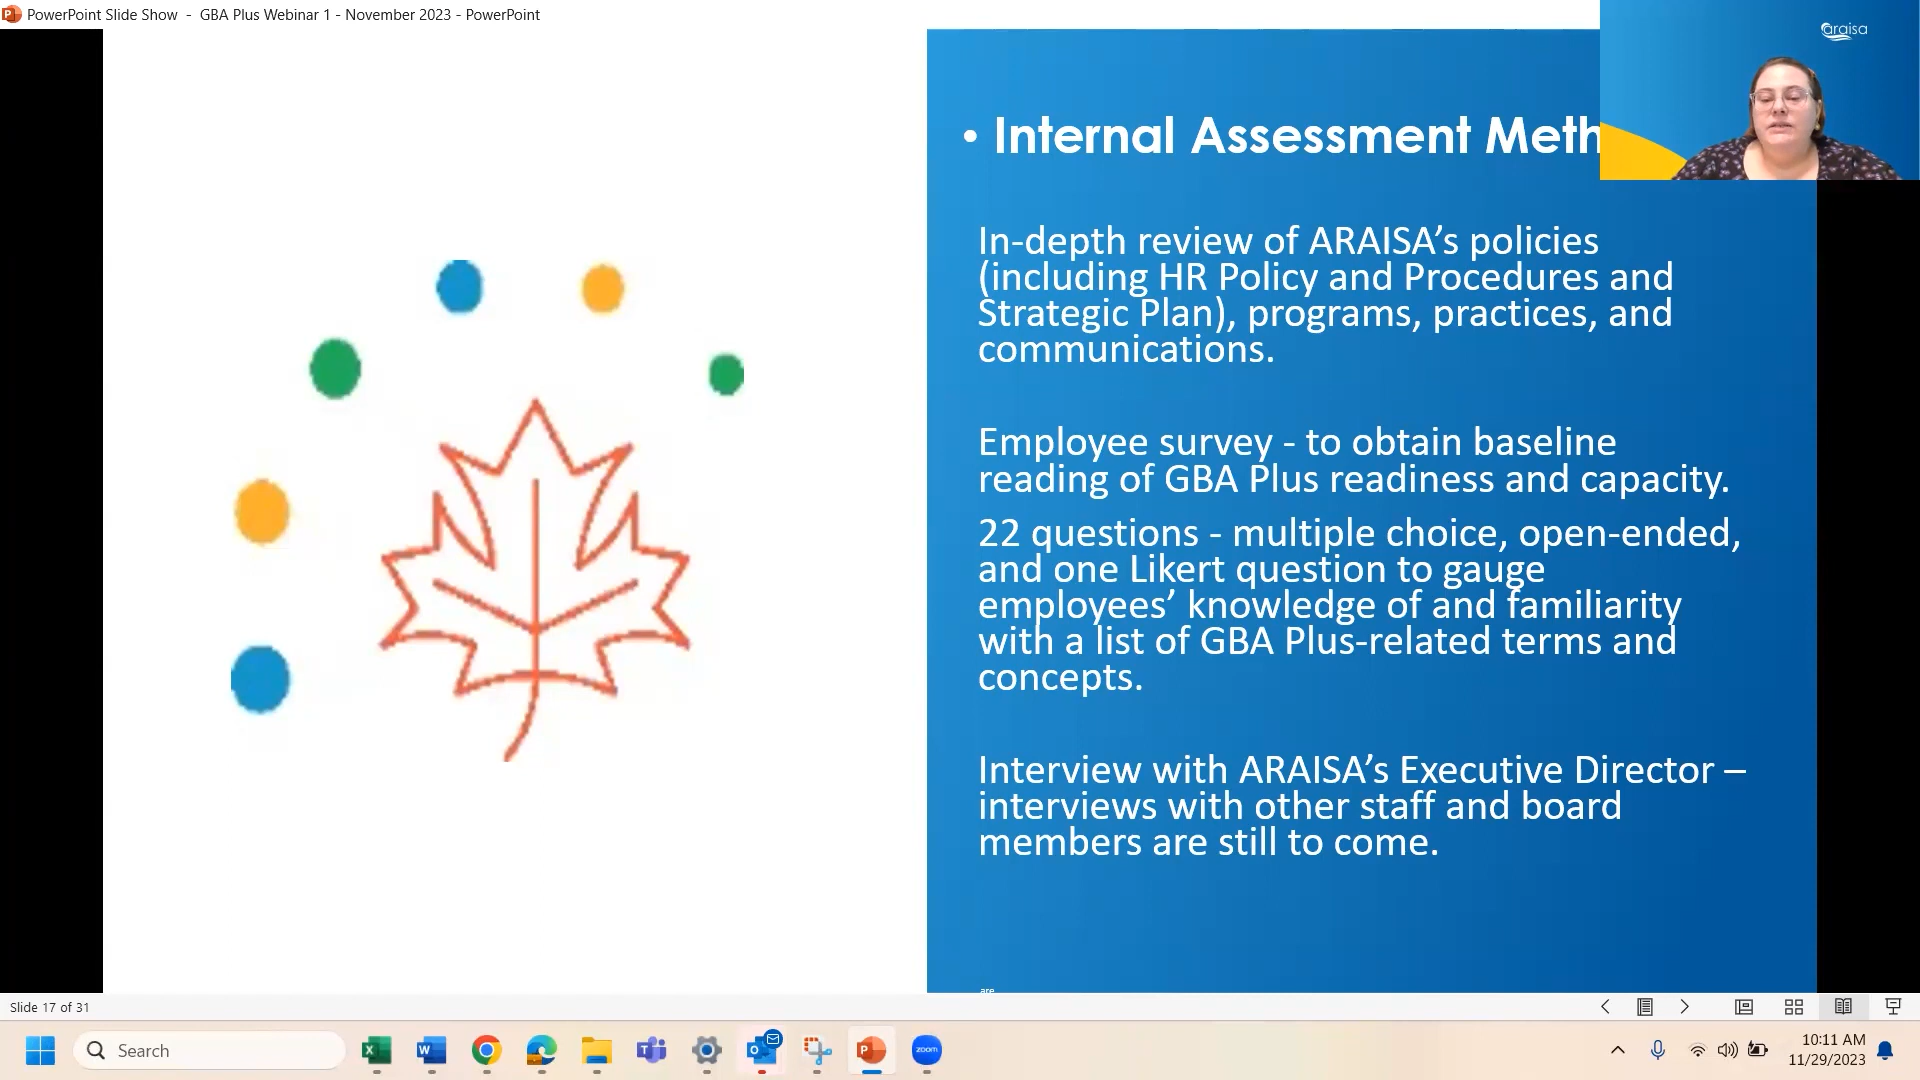 PowerPoint Slide Show - GBA Plus Webinar 1 - November 2023 - PowerPoint
araisa
• Internal Assessment Meth
In-depth review of ARAISA’s policies
(including HR Policy and Procedures and
Strategic Plan), programs, practices, and
communications.
Employee survey - to obtain baseline
reading of GBA Plus readiness and capacity.
22 questions - multiple choice, open-ended,
and one Likert question to gauge
employees’ knowledge of and familiarity
with a list of GBA Plus-related terms and
concepts.
Interview with ARAISA’s Executive Director –
interviews with other staff and board
members are still to come.
are
Slide 17 of 31
Search
zoom
10:11 AM
11/29/2023